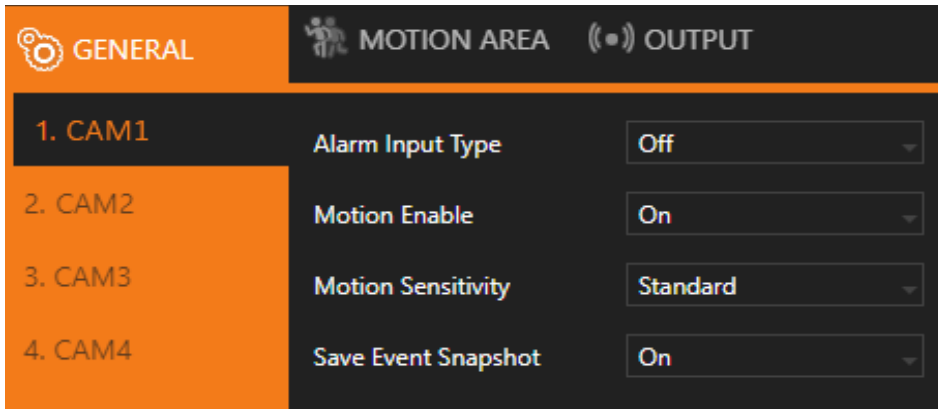 GENERAL MOTION AREA OUTPUT
1. CAM1
2. CAM2
3. CAM3
4. CAM4
Alarm Input Type Off
Motion Enable On
Motion Sensitivity Standard
Save Event Snapshot On